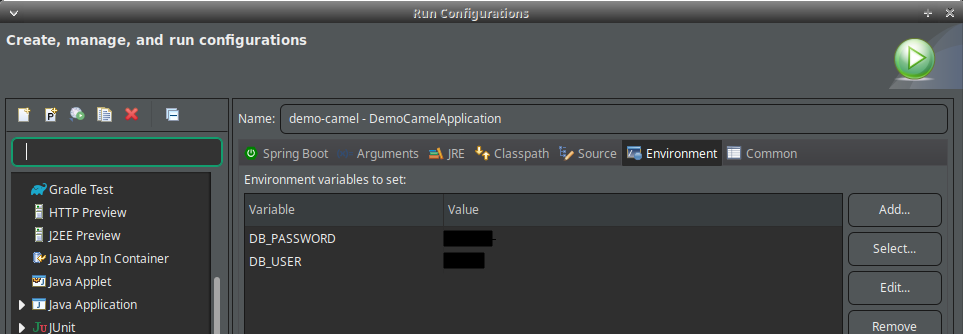 Run Configurations
Create, manage, and run configurations
Name: demo-camel - DemoCamelApplication
Spring Boot Arguments JRE Classpath Source Environment Common
Environment variables to set:
Variable Value
DB_PASSWORD
DB_USER
Add...
Select...
Edit...
Remove
Gradle Test
HTTP Preview
J2EE Preview
Java App In Container
Java Applet
Java Application
Ju JUnit